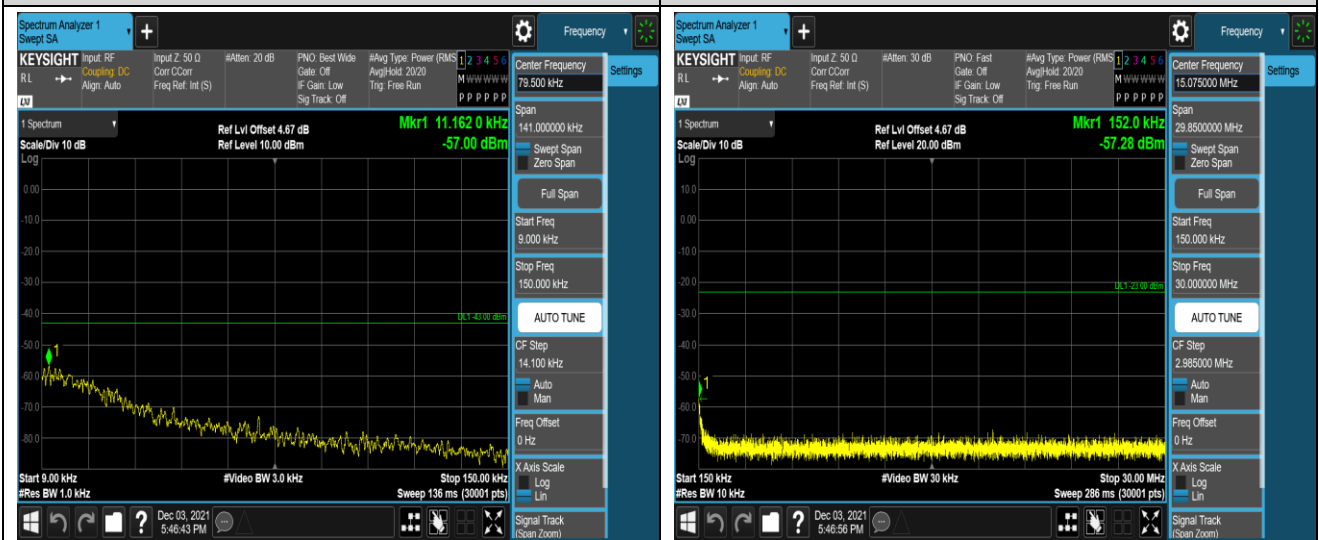 Spectrum Analyzer 1
Swept SA
Frequency
KEYSIGHT
Input: RF
Coupling: DC
Align: Auto
Input Z: 50 Ω
Corr CCorr
Freq Ref: Int (S)
#Atten: 20 dB
PNO: Best Wide
Gate: Off
IF Gain: Low
Sig Track: Off
#Avg Type: Power (RMS
Avg|Hold: 20/20
Trig: Free Run
1 2 3 4 5 6
M W W W W W
P P P P P P
R L
LXI
Center Frequency
79.500 kHz
Settings
1 Spectrum
Ref Lvl Offset 4.67 dB
Mkr1 11.162 0 kHz
Scale/Div 10 dB
Ref Level 10.00 dBm
-57.00 dBm
Log
0.00
-10.0
-20.0
-30.0
-40.0
-50.0
-60.0
-70.0
-80.0
DL1 -43.00 dBm
1
Start 9.00 kHz
#Video BW 3.0 kHz
Stop 150.00 kHz
#Res BW 1.0 kHz
Sweep 136 ms (30001 pts)
Span
141.000000 kHz
Swept Span
Zero Span
Full Span
Start Freq
9.000 kHz
Stop Freq
150.000 kHz
AUTO TUNE
CF Step
14.100 kHz
Auto
Man
Freq Offset
0 Hz
X Axis Scale
Log
Lin
Signal Track
(Span Zoom)
?
Dec 03, 2021
5:46:43 PM
Spectrum Analyzer 1
Swept SA
Frequency
KEYSIGHT
Input: RF
Coupling: DC
Align: Auto
Input Z: 50 Ω
Corr CCorr
Freq Ref: Int (S)
#Atten: 30 dB
PNO: Fast
Gate: Off
IF Gain: Low
Sig Track: Off
#Avg Type: Power (RMS
Avg|Hold: 20/20
Trig: Free Run
1 2 3 4 5 6
M W W W W W
P P P P P P
R L
LXI
Center Frequency
15.075000 MHz
Settings
1 Spectrum
Ref Lvl Offset 4.67 dB
Mkr1 152.0 kHz
Scale/Div 10 dB
Ref Level 20.00 dBm
-57.28 dBm
Log
10.0
0.00
-10.0
-20.0
-30.0
-40.0
-50.0
-60.0
-70.0
DL1 -23.00 dBm
1
Start 150 kHz
#Video BW 30 kHz
Stop 30.00 MHz
#Res BW 10 kHz
Sweep 286 ms (30001 pts)
Span
29.8500000 MHz
Swept Span
Zero Span
Full Span
Start Freq
150.000 kHz
Stop Freq
30.000000 MHz
AUTO TUNE
CF Step
2.985000 MHz
Auto
Man
Freq Offset
0 Hz
X Axis Scale
Log
Lin
Signal Track
(Span Zoom)
?
Dec 03, 2021
5:46:56 PM